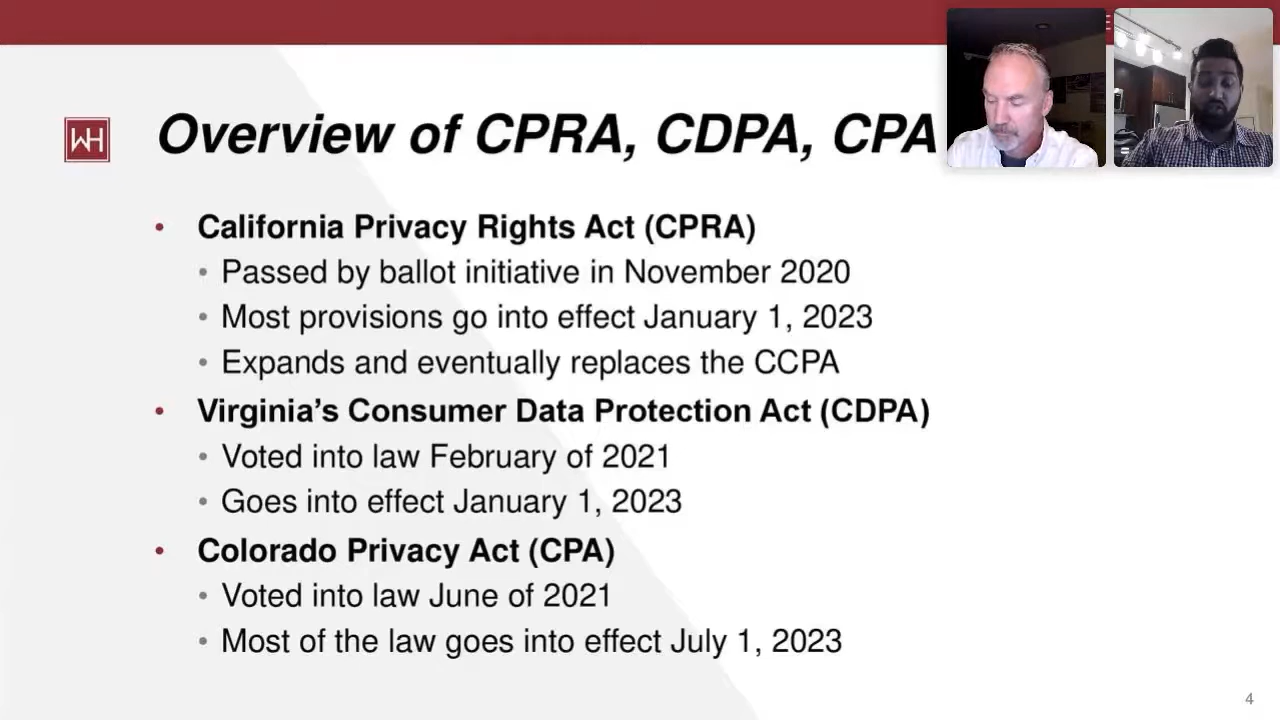 WH
Overview of CPRA, CDPA, CPA
• California Privacy Rights Act (CPRA)
• Passed by ballot initiative in November 2020
• Most provisions go into effect January 1, 2023
• Expands and eventually replaces the CCPA
• Virginia’s Consumer Data Protection Act (CDPA)
• Voted into law February of 2021
• Goes into effect January 1, 2023
• Colorado Privacy Act (CPA)
• Voted into law June of 2021
• Most of the law goes into effect July 1, 2023
4